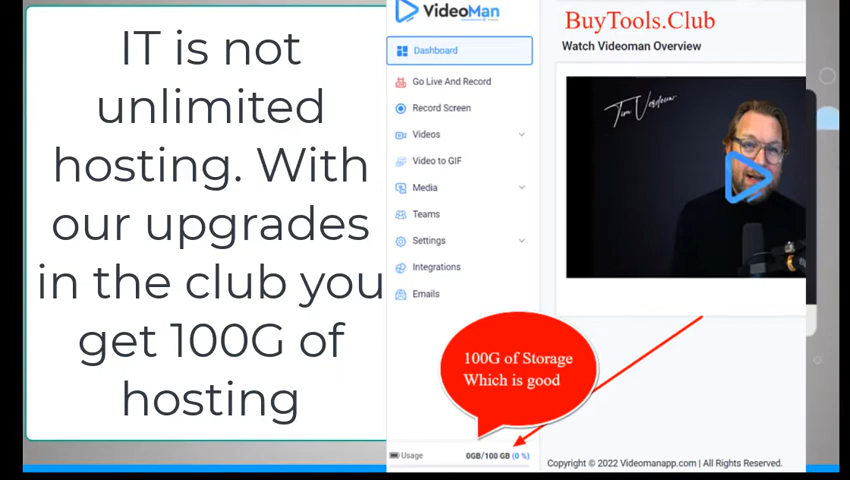 IT is not
unlimited
hosting. With
our upgrades
in the club you
get 100G of
hosting
VideoMan
Dashboard
Go Live And Record
Record Screen
Videos
Video to GIF
Media
Teams
Settings
Integrations
Emails
100G of Storage
Which is good
Usage 0GB/100 GB (0 %)
BuyTools.Club
Watch Videoman Overview
Copyright © 2022 Videomanapp.com | All Rights Reserved.